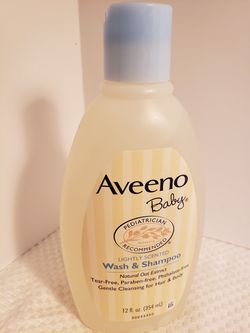 Aveeno
Baby®
PEDIATRICIAN
RECOMMENDED
LIGHTLY SCENTED
Wash & Shampoo
Natural Oat Extract
Tear-Free, Paraben-Free, Phthalate-Free
Gentle Cleansing for Hair & Body
12 fl. oz. (354 mL)